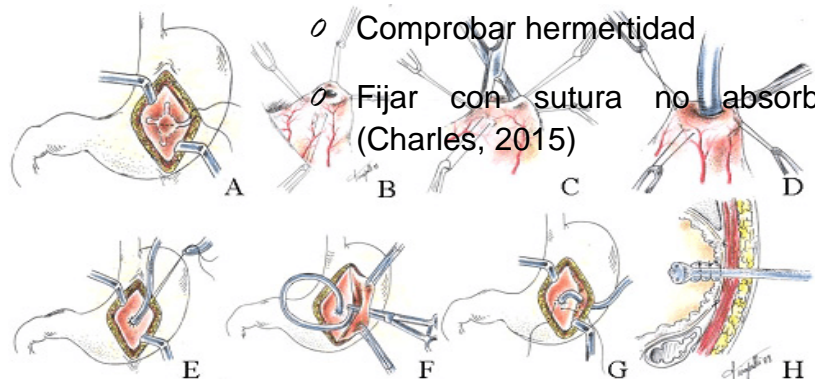 Comprobar hermertidad
Fijar con sutura no absorb
(Charles, 2015)
A
B
C
D
E
F
G
H